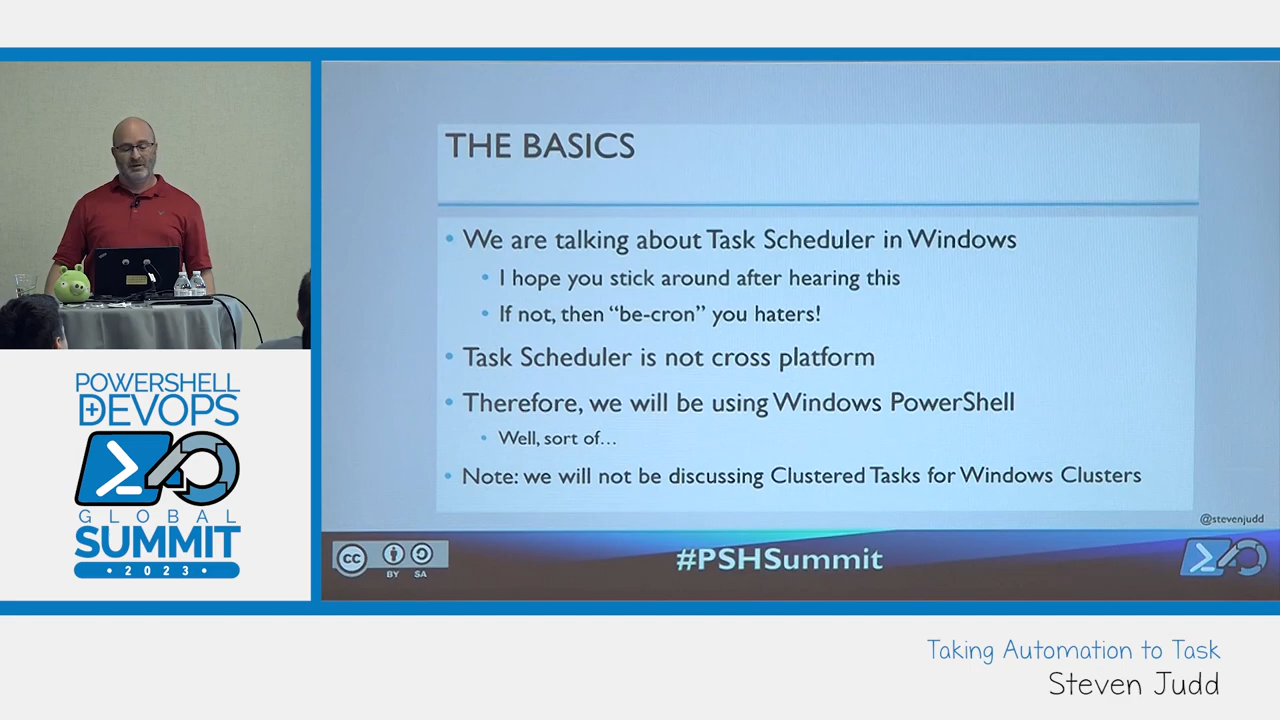 THE BASICS
We are talking about Task Scheduler in Windows
I hope you stick around after hearing this
If not, then “be-cron” you haters!
Task Scheduler is not cross platform
Therefore, we will be using Windows PowerShell
Well, sort of...
Note: we will not be discussing Clustered Tasks for Windows Clusters
@stevenjudd
cc
BY SA
#PSHSummit
POWERSHELL
DEVOPS
GLOBAL
SUMMIT
• 2023 •
Taking Automation to Task
Steven Judd